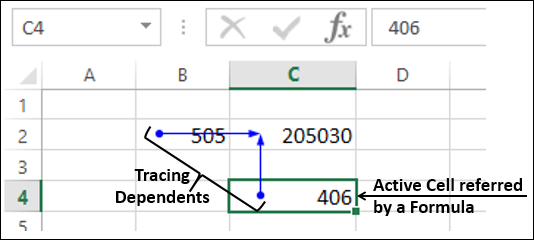 C4 fx 406
A B C D
1
2 505 205030
3
Tracing
Dependents
4 406
Active Cell referred
by a Formula
5